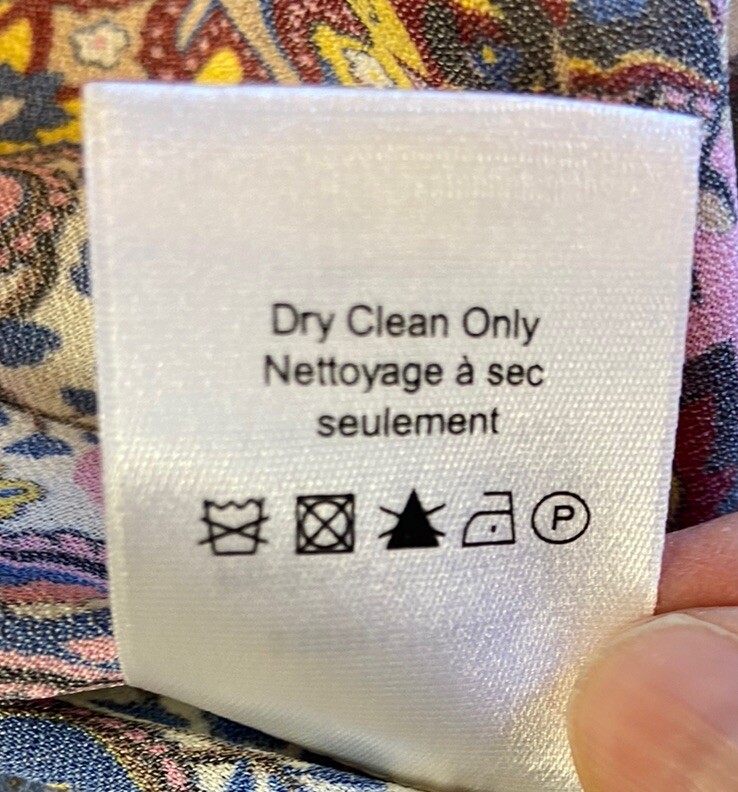 Dry Clean Only
Nettoyage à sec
seulement
P